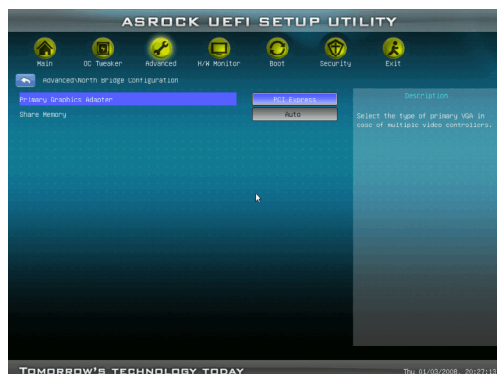 ASROCK UEFI SETUP UTILITY
Main OC Tweaker Advanced H/W Monitor Boot Security Exit
Advanced\North Bridge Configuration
Primary Graphics Adapter PCI Express
Share Memory Auto
Description
Select the type of primary VGA in
case of multiple video controllers.
TOMORROW'S TECHNOLOGY TODAY
Thu 01/03/2008, 20:27:13